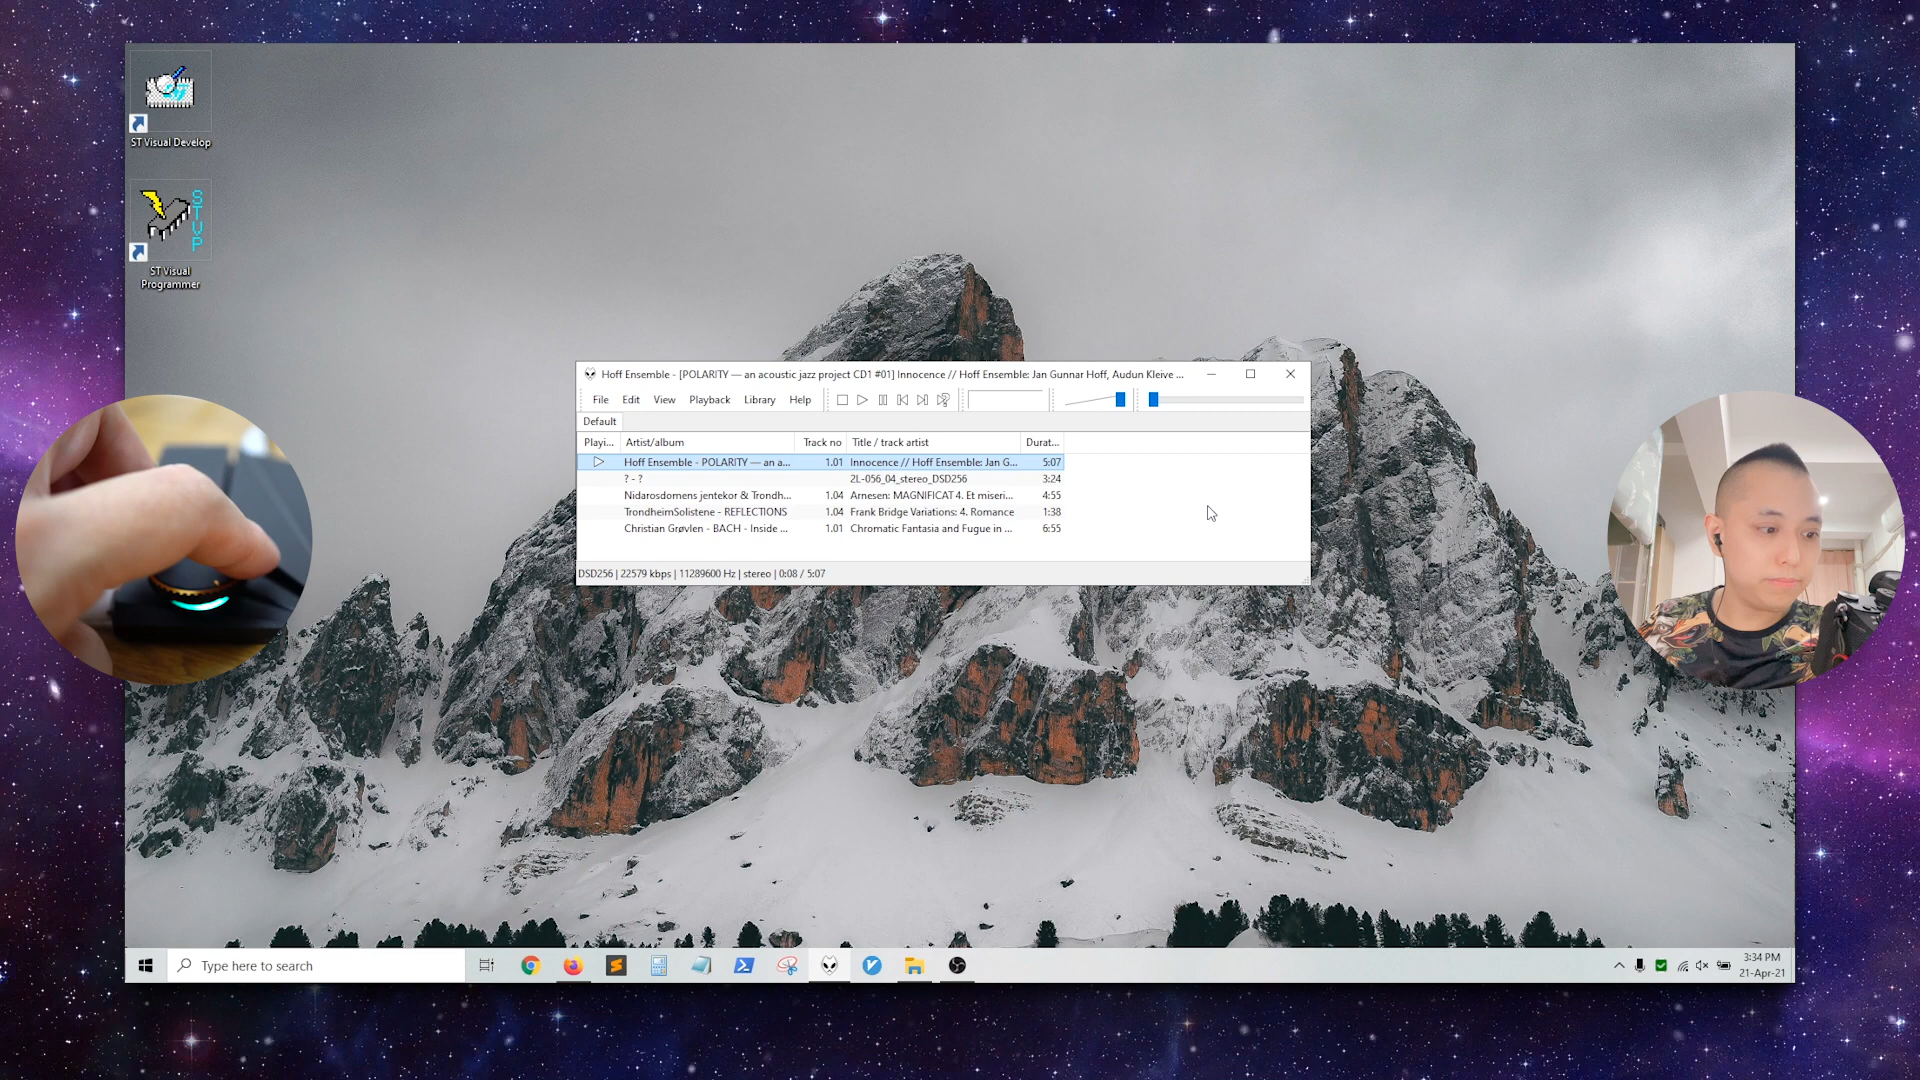 ST Visual Develop
STVP
ST Visual
Programmer
Hoff Ensemble - [POLARITY — an acoustic jazz project CD1 #01] Innocence // Hoff Ensemble: Jan Gunnar Hoff, Audun Kleive ...
File Edit View Playback Library Help
Default
Playi... Artist/album Track no Title / track artist Durat...
Hoff Ensemble - POLARITY — an a... 1.01 Innocence // Hoff Ensemble: Jan G... 5:07
? - ? 2L-056_04_stereo_DSD256 3:24
Nidarosdomens jentekor & Trondh... 1.04 Arnesen: MAGNIFICAT 4. Et miseri... 4:55
TrondheimSolistene - REFLECTIONS 1.04 Frank Bridge Variations: 4. Romance 1:38
Christian Grøvlen - BACH - Inside ... 1.01 Chromatic Fantasia and Fugue in ... 6:55
DSD256 | 22579 kbps | 11289600 Hz | stereo | 0:08 / 5:07
Type here to search
3:34 PM
21-Apr-21